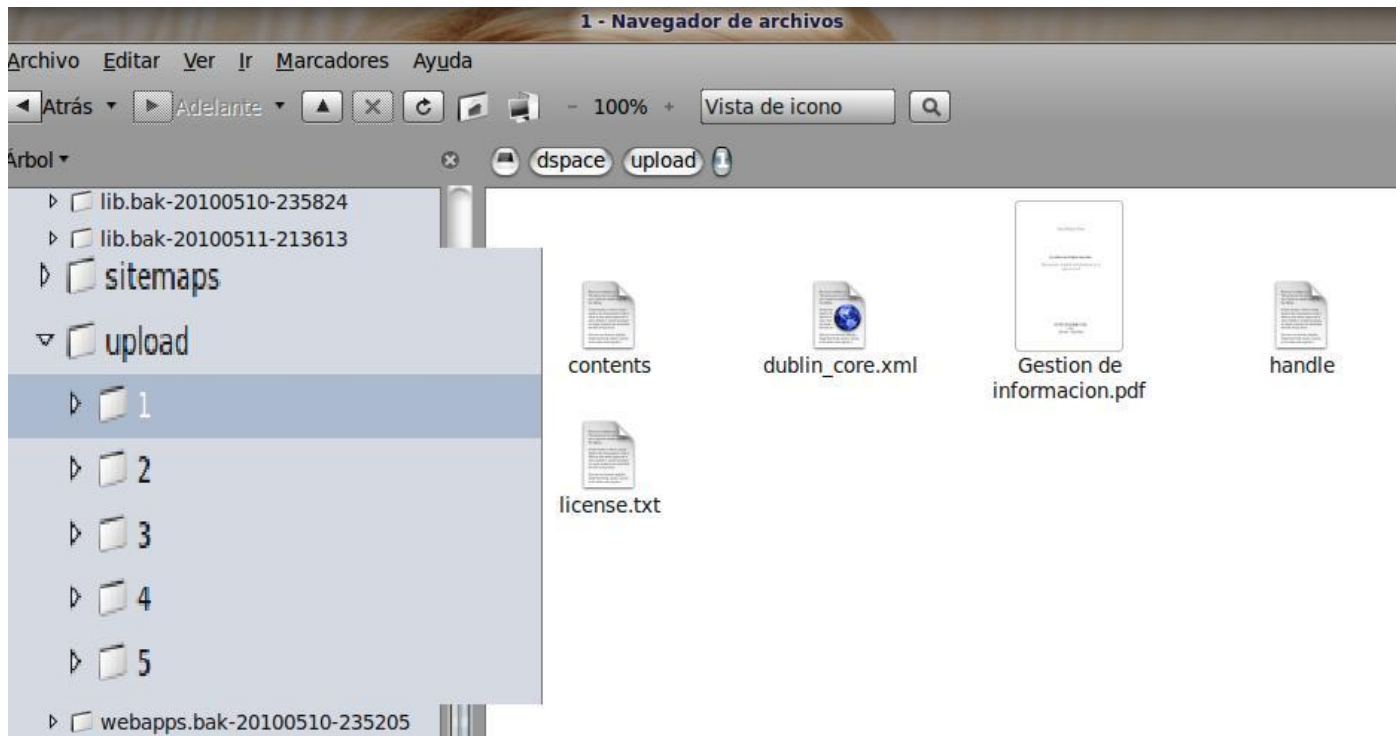 1 - Navegador de archivos
Archivo Editar Ver Ir Marcadores Ayuda
Atrás Adelante - 100% + Vista de icono
Árbol
dspace upload 1
lib.bak-20100510-235824
lib.bak-20100511-213613
sitemaps
upload
1
2
3
4
5
webapps.bak-20100510-235205
contents
dublin_core.xml
Gestion de
informacion.pdf
handle
license.txt